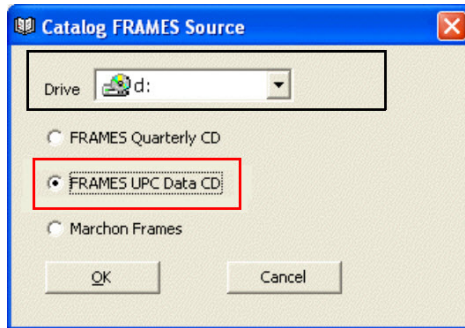 Catalog FRAMES Source
Drive d:
FRAMES Quarterly CD
FRAMES UPC Data CD
Marchon Frames
OK Cancel